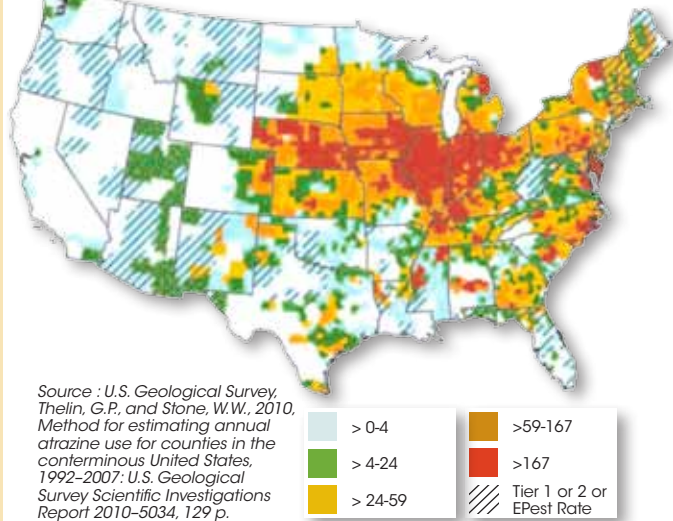 Source : U.S. Geological Survey,
Thelin, G.P., and Stone, W.W., 2010,
Method for estimating annual
atrazine use for counties in the
conterminous United States,
1992–2007: U.S. Geological
Survey Scientific Investigations
Report 2010–5034, 129 p.
> 0-4
> 4-24
> 24-59
>59-167
>167
Tier 1 or 2 or
EPest Rate